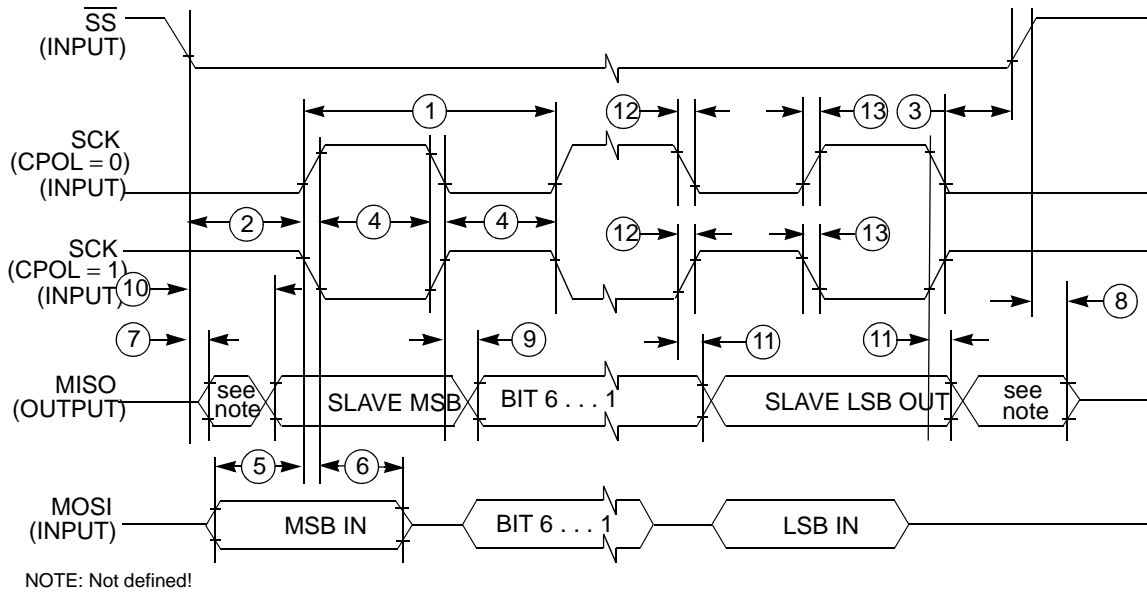 SS
(INPUT)
1
12
13
3
SCK
(CPOL = 0)
(INPUT)
2
4
4
12
13
SCK
(CPOL = 1)
(INPUT)
10
7
9
11
11
8
MISO
(OUTPUT)
see
note
SLAVE MSB
BIT 6 . . . 1
SLAVE LSB OUT
see
note
5
6
MOSI
(INPUT)
MSB IN
BIT 6 . . . 1
LSB IN
NOTE: Not defined!